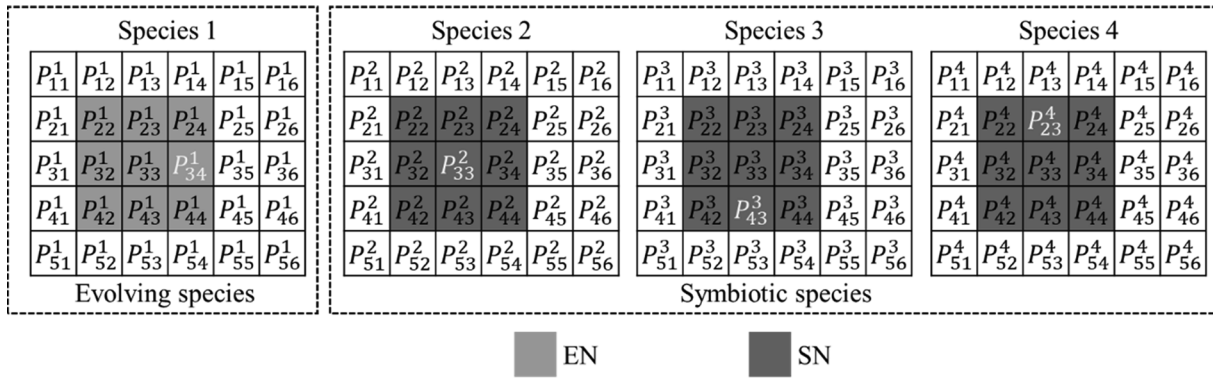 Species 1 Species 2 Species 3 Species 4
P¹₁₁ P¹₁₂ P¹₁₃ P¹₁₄ P¹₁₅ P¹₁₆ P²₁₁ P²₁₂ P²₁₃ P²₁₄ P²₁₅ P²₁₆ P³₁₁ P³₁₂ P³₁₃ P³₁₄ P³₁₅ P³₁₆ P⁴₁₁ P⁴₁₂ P⁴₁₃ P⁴₁₄ P⁴₁₅ P⁴₁₆
P¹₂₁ P¹₂₂ P¹₂₃ P¹₂₄ P¹₂₅ P¹₂₆ P²₂₁ P²₂₂ P²₂₃ P²₂₄ P²₂₅ P²₂₆ P³₂₁ P³₂₂ P³₂₃ P³₂₄ P³₂₅ P³₂₆ P⁴₂₁ P⁴₂₂ P⁴₂₃ P⁴₂₄ P⁴₂₅ P⁴₂₆
P¹₃₁ P¹₃₂ P¹₃₃ P¹₃₄ P¹₃₅ P¹₃₆ P²₃₁ P²₃₂ P²₃₃ P²₃₄ P²₃₅ P²₃₆ P³₃₁ P³₃₂ P³₃₃ P³₃₄ P³₃₅ P³₃₆ P⁴₃₁ P⁴₃₂ P⁴₃₃ P⁴₃₄ P⁴₃₅ P⁴₃₆
P¹₄₁ P¹₄₂ P¹₄₃ P¹₄₄ P¹₄₅ P¹₄₆ P²₄₁ P²₄₂ P²₄₃ P²₄₄ P²₄₅ P²₄₆ P³₄₁ P³₄₂ P³₄₃ P³₄₄ P³₄₅ P³₄₆ P⁴₄₁ P⁴₄₂ P⁴₄₃ P⁴₄₄ P⁴₄₅ P⁴₄₆
P¹₅₁ P¹₅₂ P¹₅₃ P¹₅₄ P¹₅₅ P¹₅₆ P²₅₁ P²₅₂ P²₅₃ P²₅₄ P²₅₅ P²₅₆ P³₅₁ P³₅₂ P³₅₃ P³₅₄ P³₅₅ P³₅₆ P⁴₅₁ P⁴₅₂ P⁴₅₃ P⁴₅₄ P⁴₅₅ P⁴₅₆
Evolving species Symbiotic species
EN SN